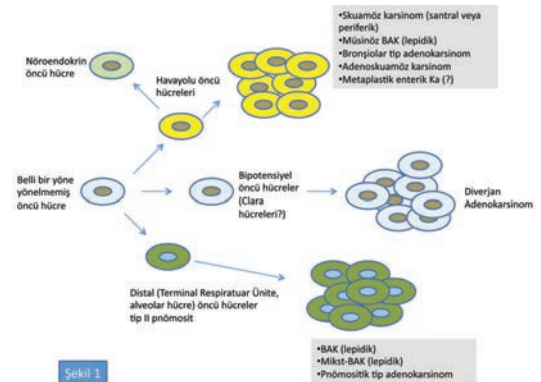 •Skuamöz karsinom (santral veya
periferik)
•Müsinöz BAK (lepidik)
•Bronşiolar tip adenokarsinom
•Adenoskuamöz karsinom
•Metaplastik enterik Ka (?)
Nöroendokrin
öncü hücre
Havayolu öncü
hücreleri
Belli bir yöne
yönelmemiş
öncü hücre
Bipotensiyel
öncü hücreler
(Clara
hücreleri?)
Diverjan
Adenokarsinom
Distal (Terminal Respiratuar Ünite,
alveolar hücre) öncü hücreler
tip II pnömosit
•BAK (lepidik)
•Mikst-BAK (lepidik)
•Pnömositik tip adenokarsinom
Şekil 1